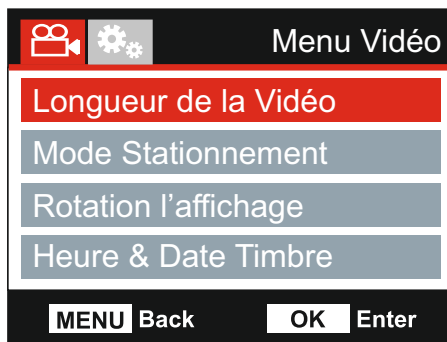 Menu Vidéo
Longueur de la Vidéo
Mode Stationnement
Rotation l’affichage
Heure & Date Timbre
MENU Back OK Enter